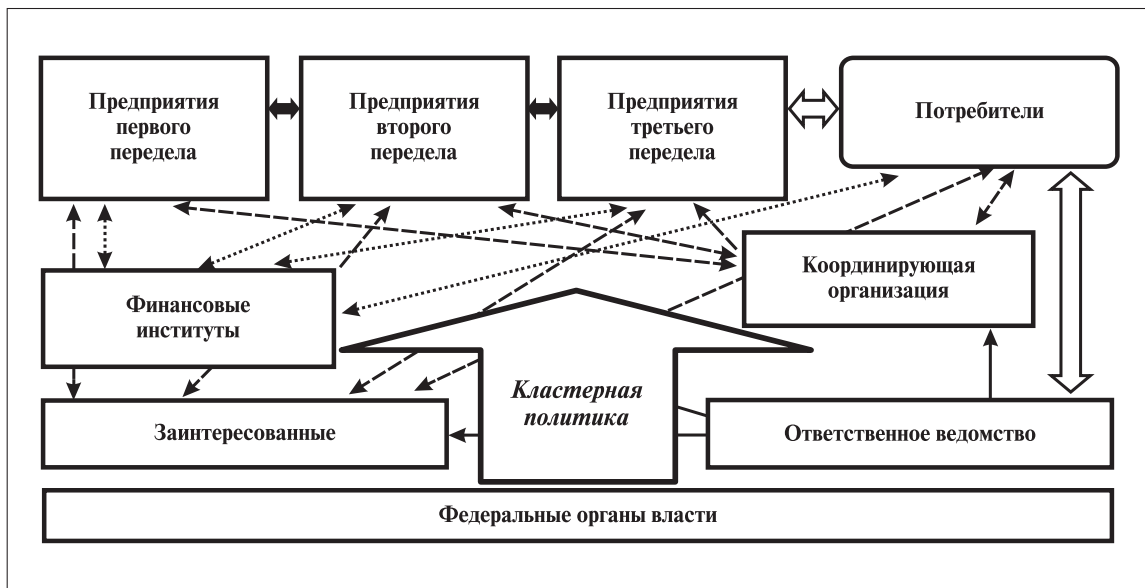 Предприятия
первого
передела
Предприятия
второго
передела
Предприятия
третьего
передела
Потребители
Финансовые
институты
Координирующая
организация
Кластерная
политика
Заинтересованные
Ответственное ведомство
Федеральные органы власти